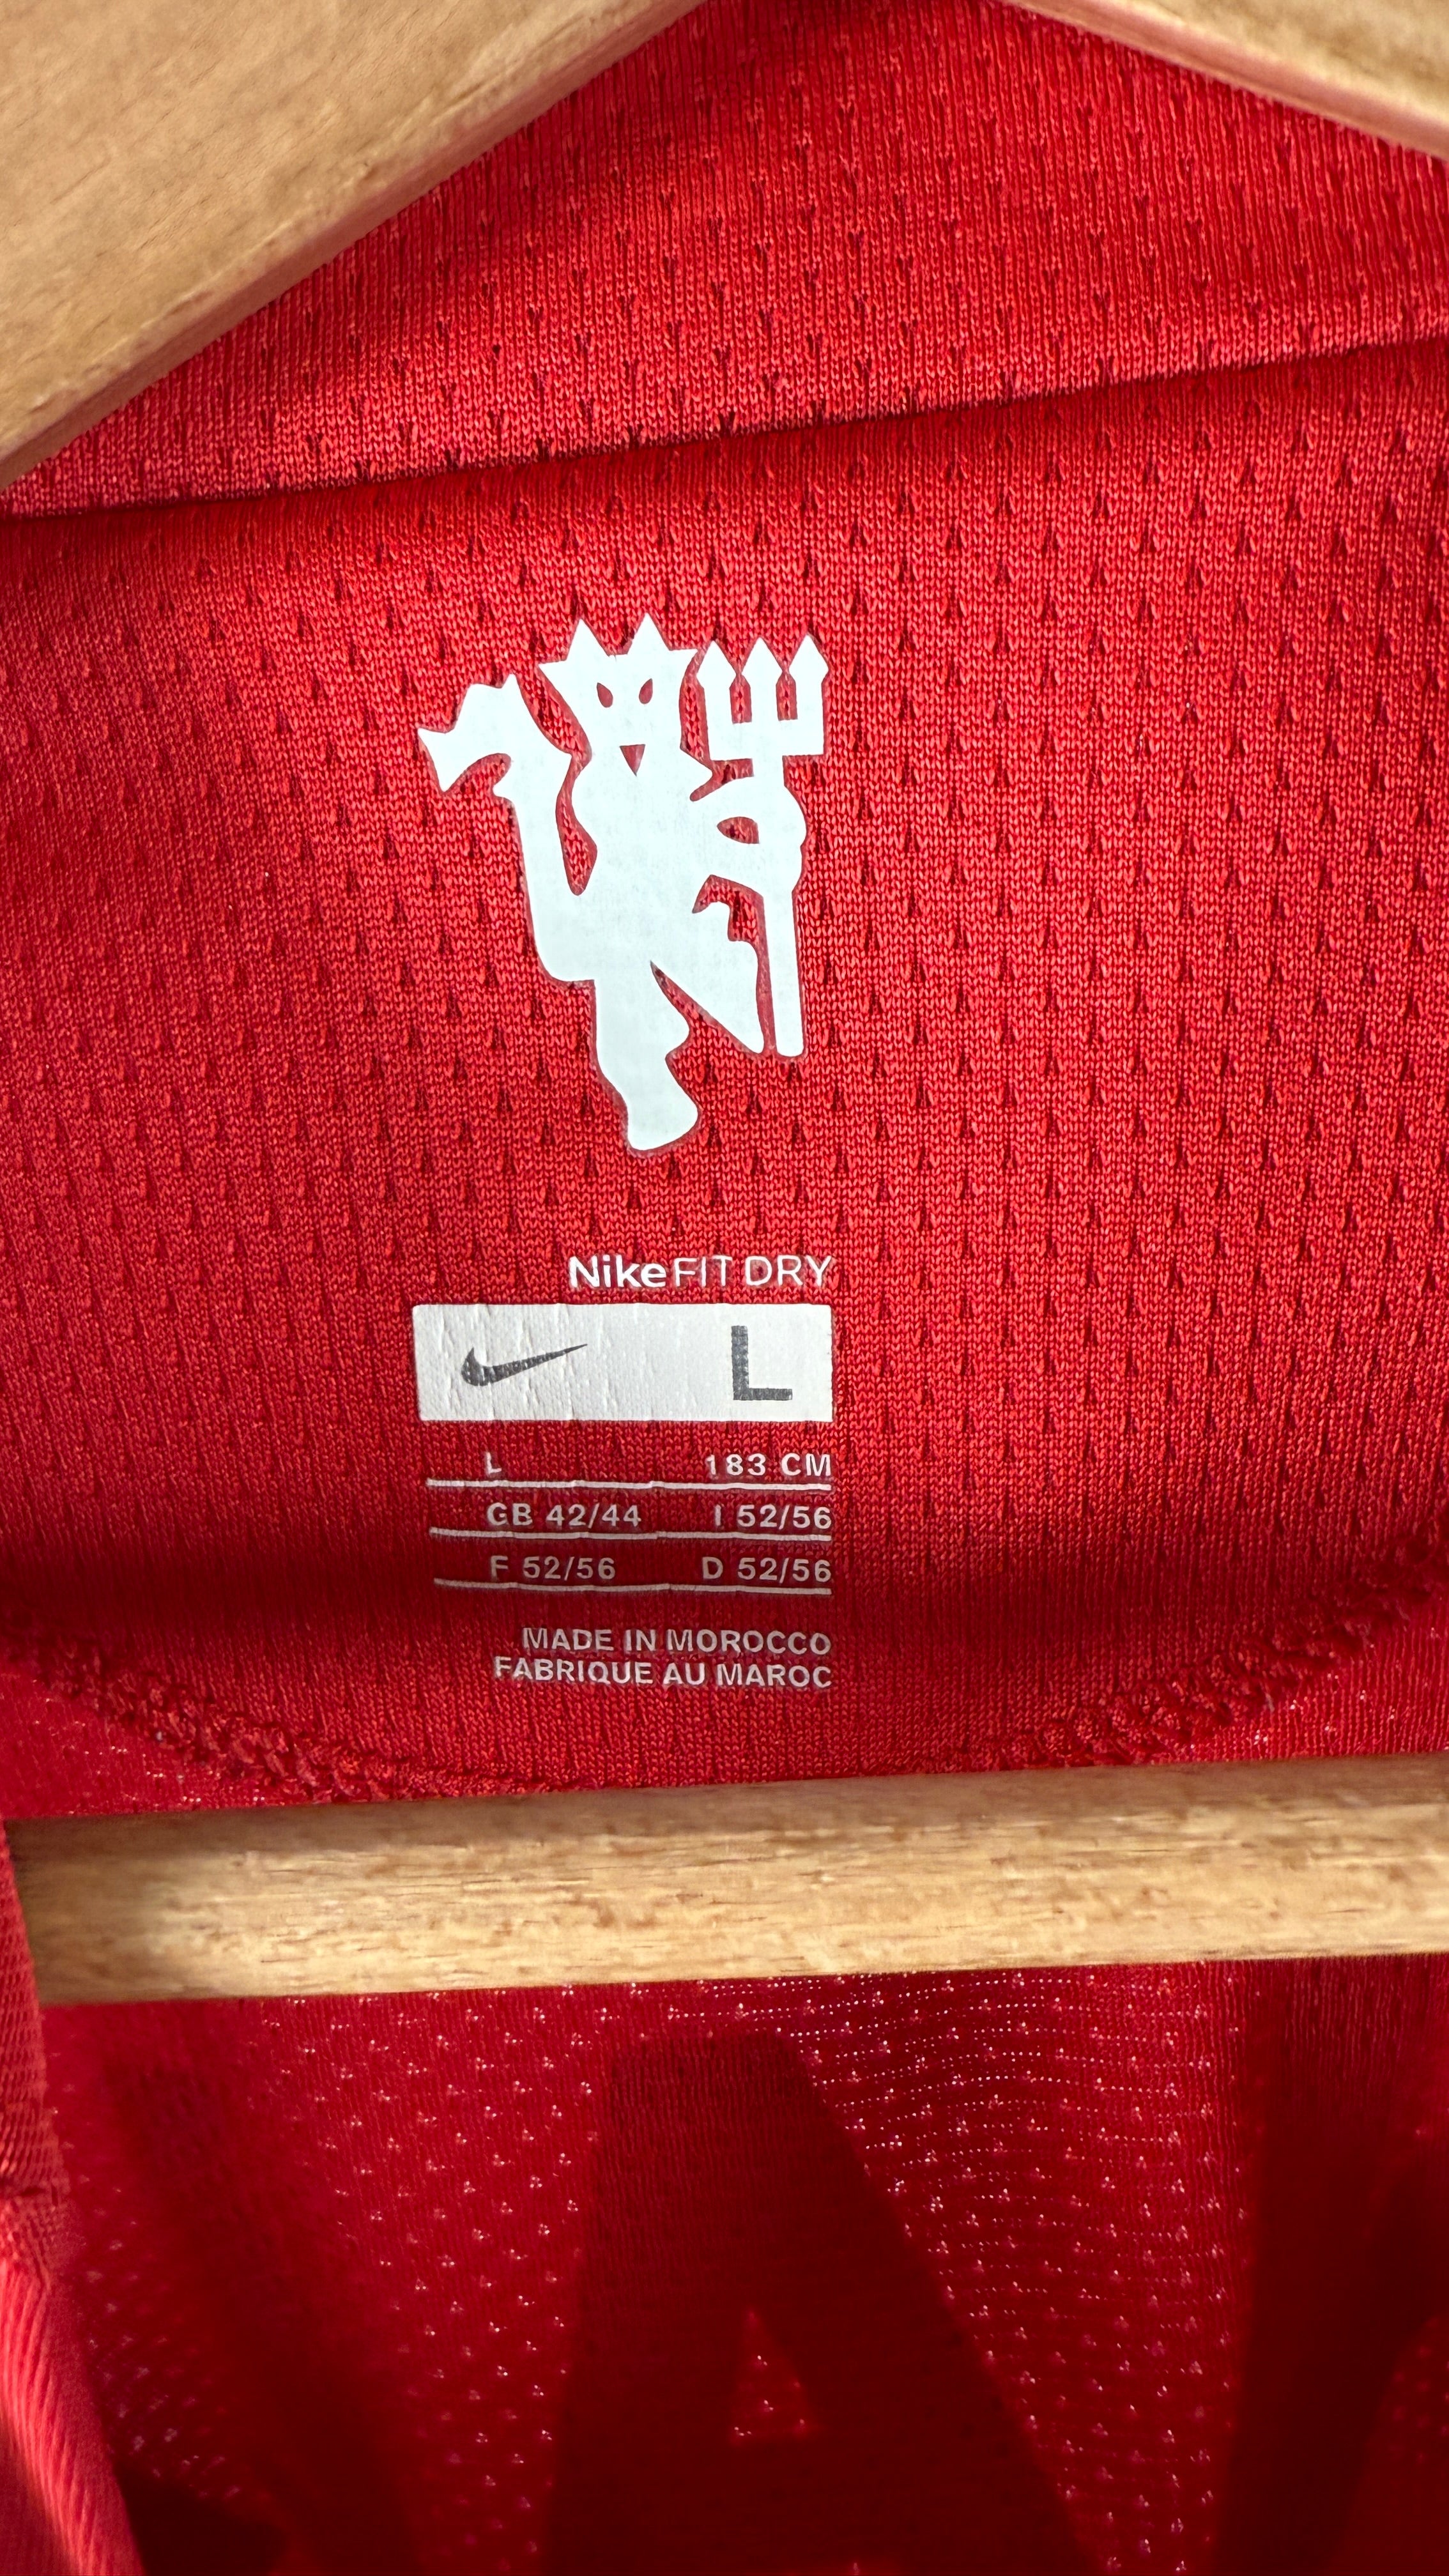 NikeFIT DRY
L
L 183 CM
GB 42/44 I 52/56
F 52/56 D 52/56
MADE IN MOROCCO
FABRIQUE AU MAROC
A